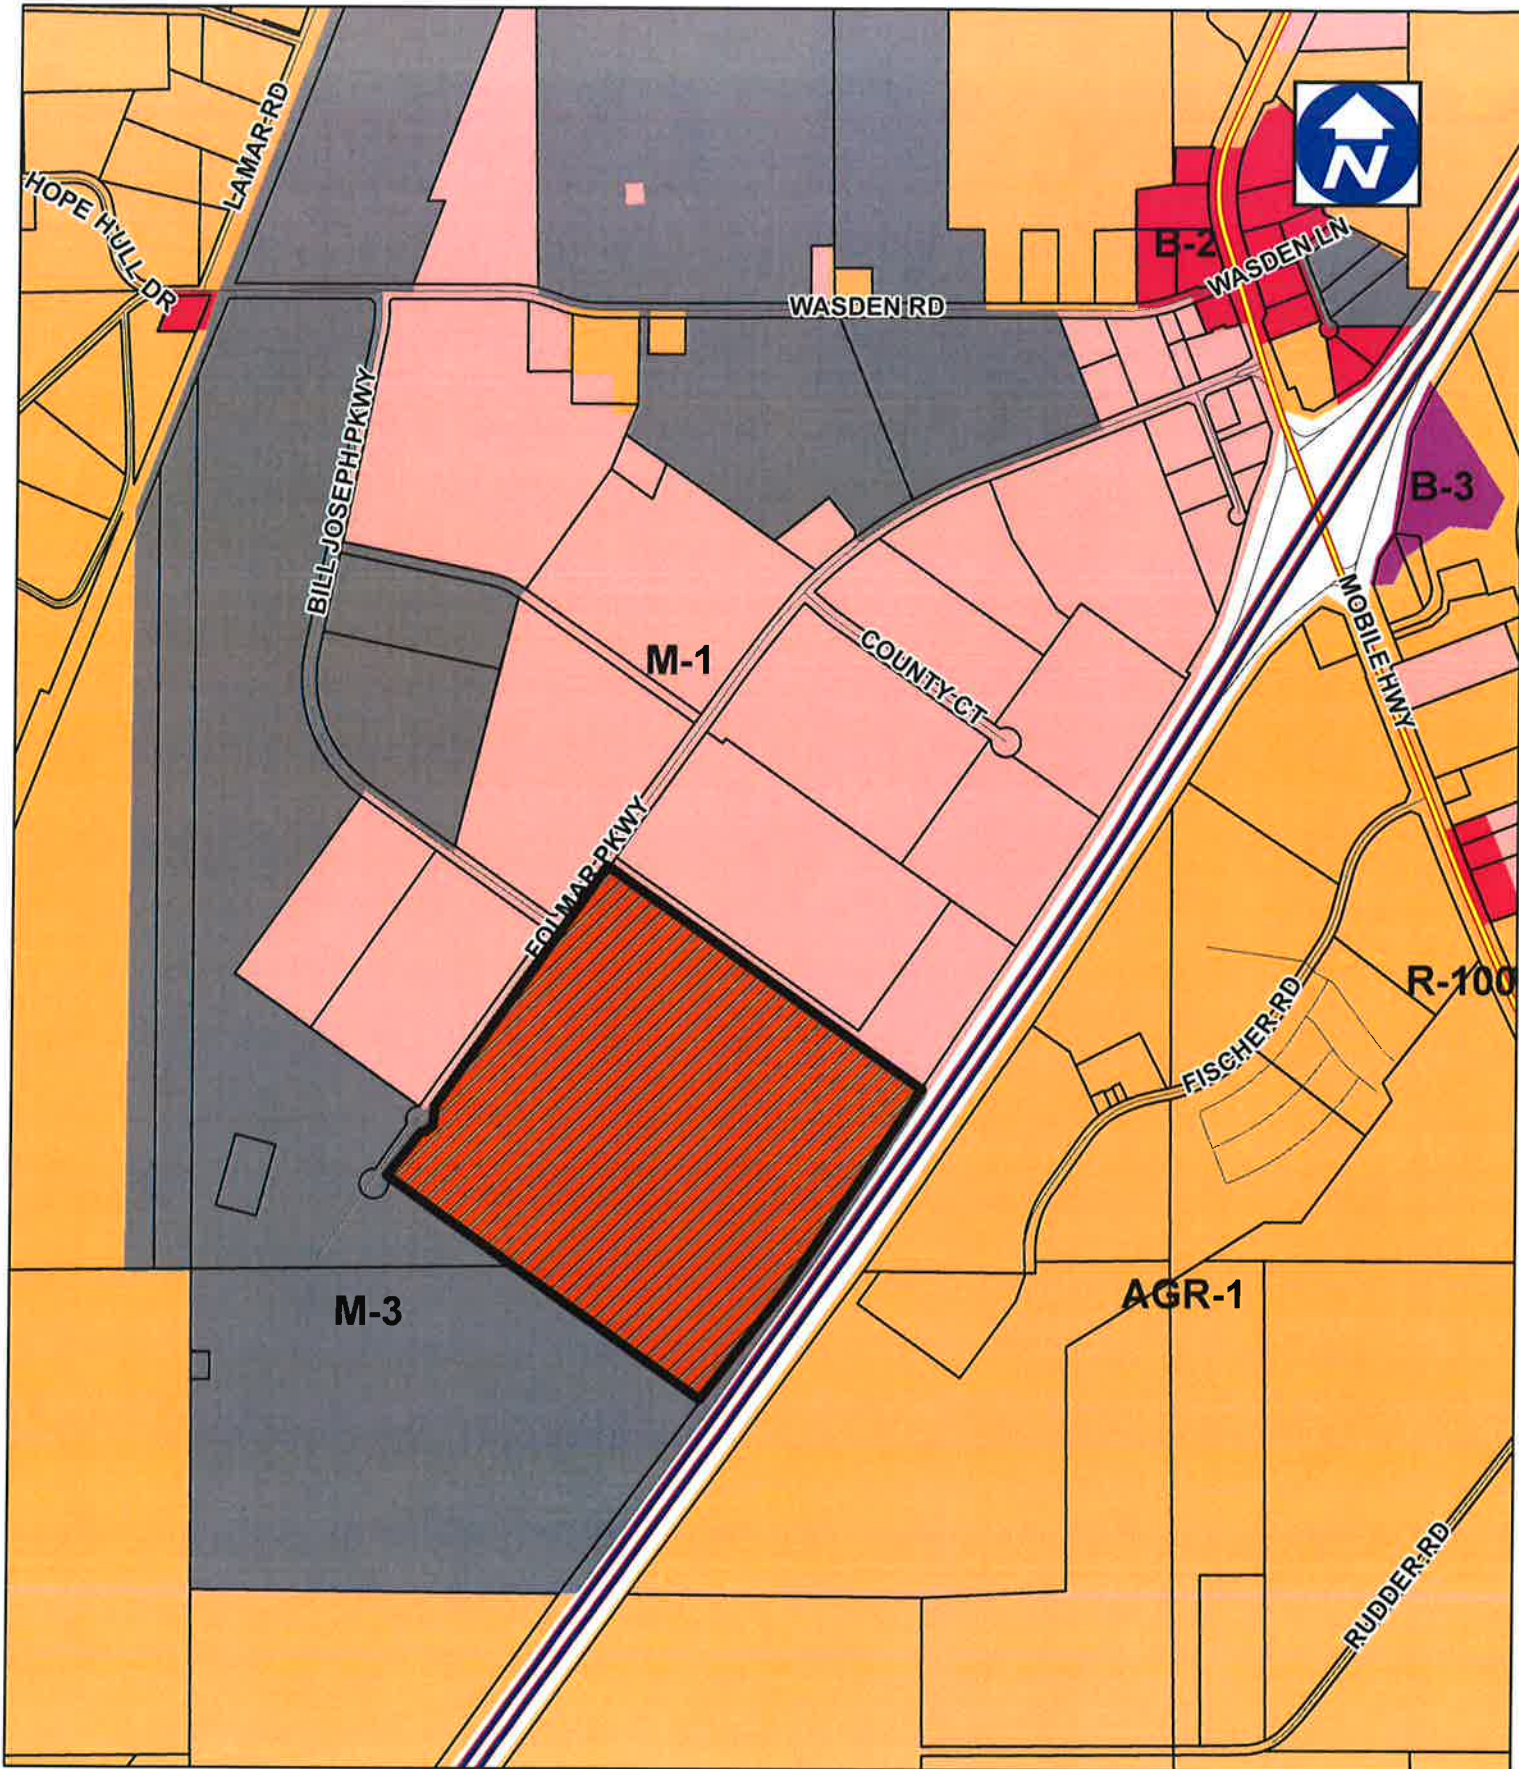 LAMAR RD
HOPE HULL DR
N
B-2
WASDEN LN
WASDEN RD
BILL JOSEPH PKWY
B-3
MOBILE HWY
M-1
COUNTY CT
FOLMAR PKWY
R-100
FISCHER RD
AGR-1
M-3
RUDDER RD